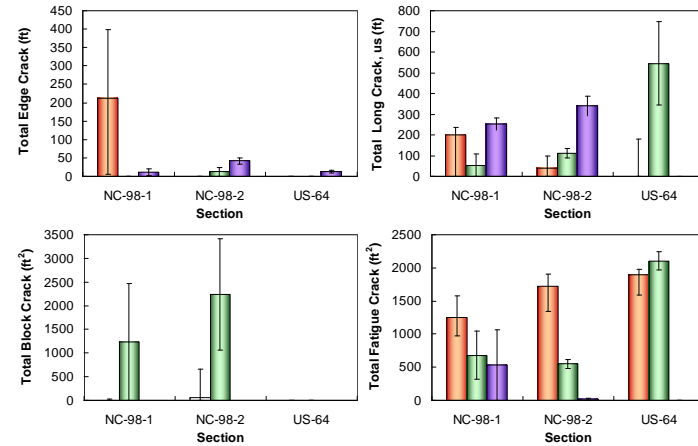 Total Edge Crack (ft)
450
400
350
300
250
200
150
100
50
0
NC-98-1 NC-98-2 US-64
Section
Total Long Crack, us (ft)
800
700
600
500
400
300
200
100
0
NC-98-1 NC-98-2 US-64
Section
Total Block Crack (ft²)
3500
3000
2500
2000
1500
1000
500
0
NC-98-1 NC-98-2 US-64
Section
Total Fatigue Crack (ft²)
2500
2000
1500
1000
500
0
NC-98-1 NC-98-2 US-64
Section